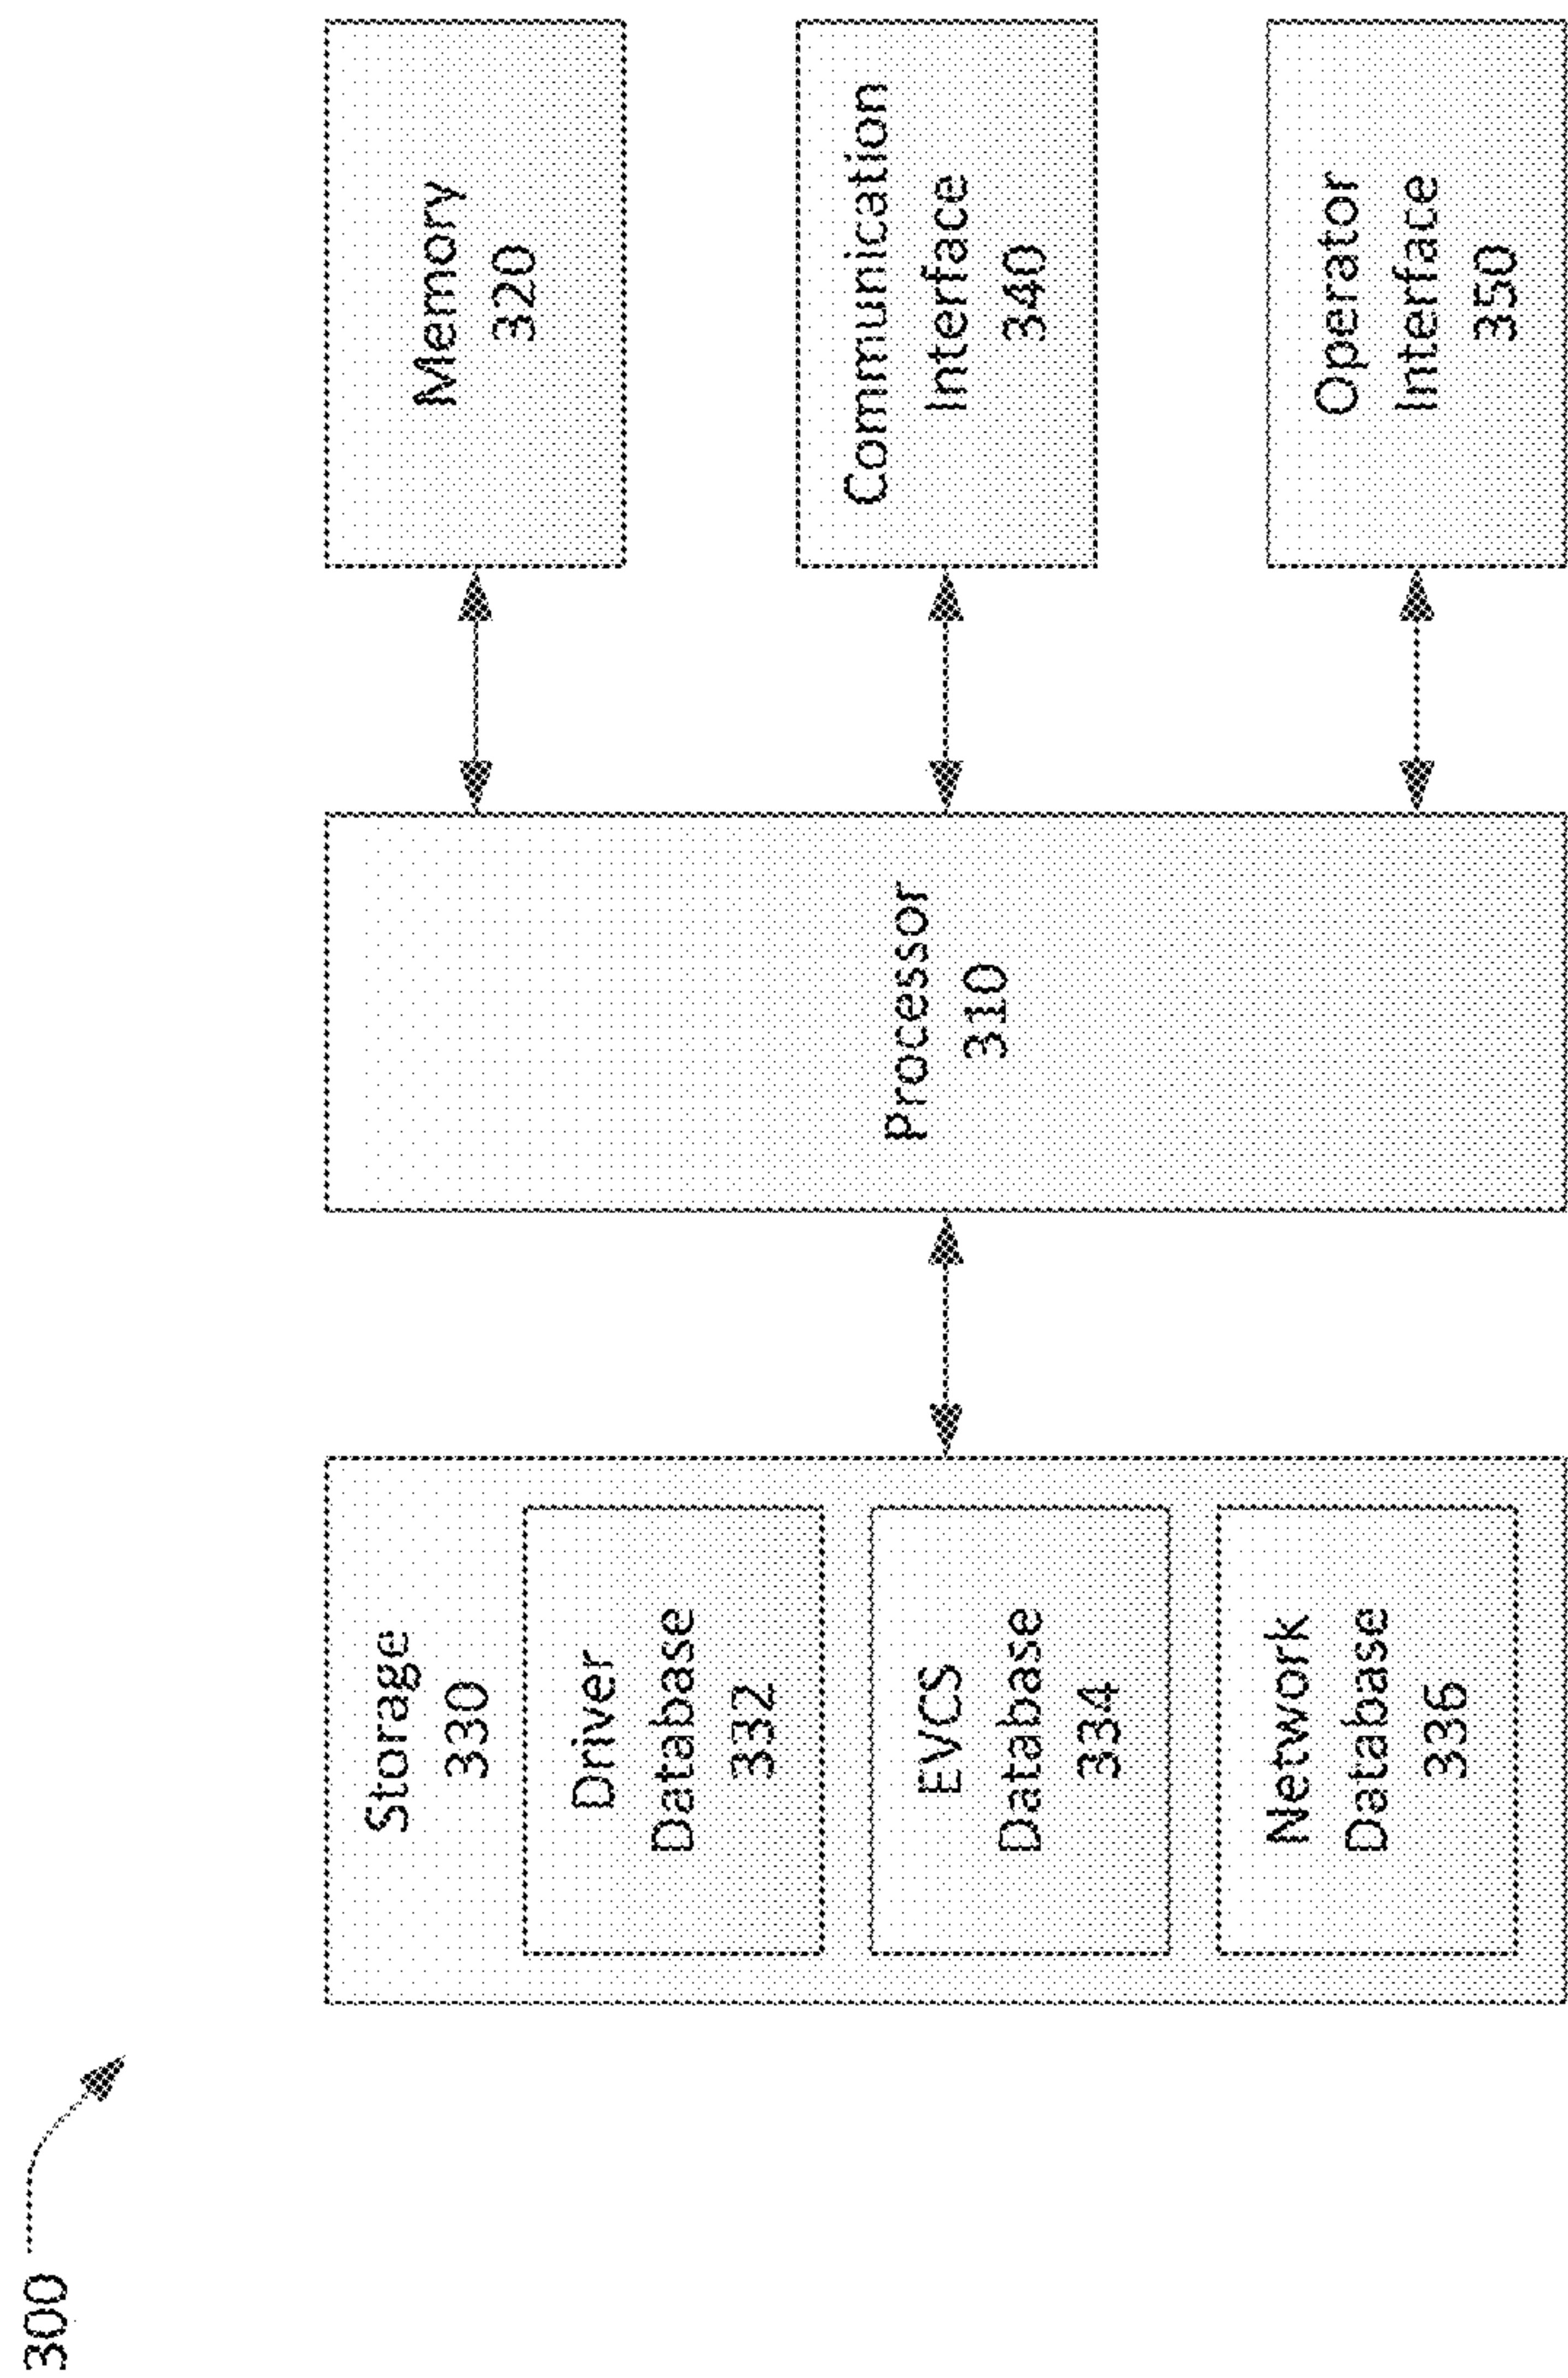 300
Storage
330
Driver
Database
332
EVCS
Database
334
Network
Database
336
Processor
310
Memory
320
Communication
Interface
340
Operator
Interface
350